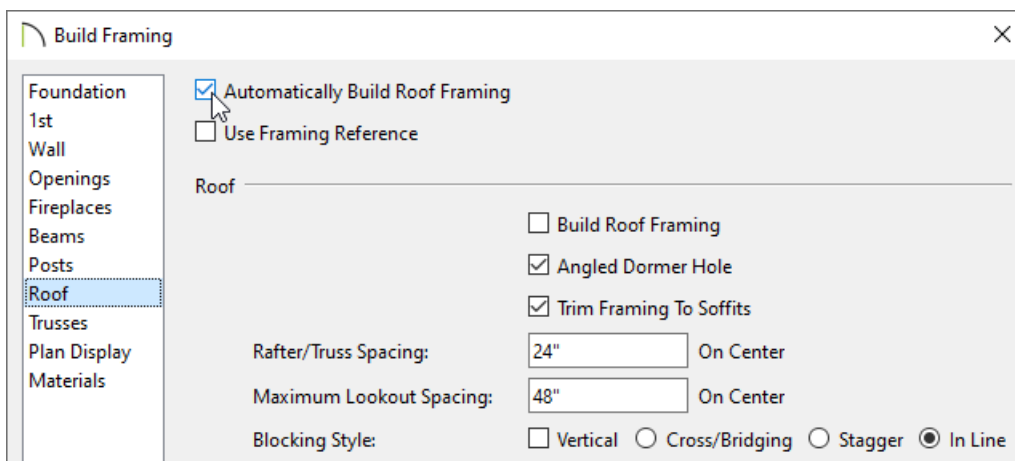 Build Framing
Foundation
1st
Wall
Openings
Fireplaces
Beams
Posts
Roof
Trusses
Plan Display
Materials
Automatically Build Roof Framing
Use Framing Reference
Roof
Build Roof Framing
Angled Dormer Hole
Trim Framing To Soffits
Rafter/Truss Spacing: 24" On Center
Maximum Lookout Spacing: 48" On Center
Blocking Style: Vertical Cross/Bridging Stagger In Line